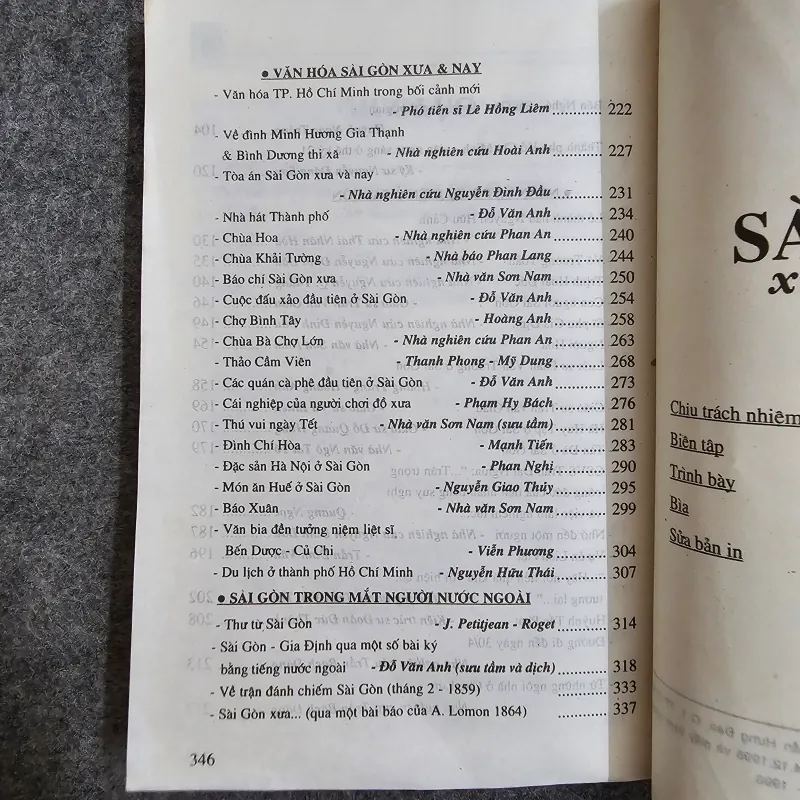 ● VĂN HÓA SÀI GÒN XƯA & NAY
- Văn hóa TP. Hồ Chí Minh trong bối cảnh mới
- Phó tiến sĩ Lê Hồng Liêm ............... 222
- Về đình Minh Hương Gia Thạnh
& Bình Dương thi xã - Nhà nghiên cứu Hoài Anh ............... 227
- Tòa án Sài Gòn xưa và nay
- Nhà nghiên cứu Nguyễn Đình Đầu ............... 231
- Nhà hát Thành phố - Đỗ Văn Anh ............... 234
- Chùa Hoa - Nhà nghiên cứu Phan An ............... 240
- Chùa Khải Tường - Nhà báo Phan Lang ............... 244
- Báo chí Sài Gòn xưa - Nhà văn Sơn Nam ............... 250
- Cuộc đấu xảo đầu tiên ở Sài Gòn - Đỗ Văn Anh ............... 254
- Chợ Bình Tây - Hoàng Anh ............... 258
- Chùa Bà Chợ Lớn - Nhà nghiên cứu Phan An ............... 263
- Thảo Cầm Viên - Thanh Phong - Mỹ Dung ............... 268
- Các quán cà phê đầu tiên ở Sài Gòn - Đỗ Văn Anh ............... 273
- Cái nghiệp của người chơi đồ xưa - Phạm Hy Bách ............... 276
- Thú vui ngày Tết - Nhà văn Sơn Nam (sưu tầm) ............... 281
- Đình Chí Hòa - Mạnh Tiến ............... 283
- Đặc sản Hà Nội ở Sài Gòn - Phan Nghị ............... 290
- Món ăn Huế ở Sài Gòn - Nguyễn Giao Thủy ............... 295
- Báo Xuân - Nhà văn Sơn Nam ............... 299
- Văn bia đền tưởng niệm liệt sĩ
Bến Dược - Củ Chi - Viễn Phương ............... 304
- Du lịch ở thành phố Hồ Chí Minh - Nguyễn Hữu Thái ............... 307
● SÀI GÒN TRONG MẮT NGƯỜI NƯỚC NGOÀI
- Thư từ Sài Gòn - J. Petitjean - Roget ............... 314
- Sài Gòn - Gia Định qua một số bài ký
bằng tiếng nước ngoài - Đỗ Văn Anh (sưu tầm và dịch) ............... 318
- Về trận đánh chiếm Sài Gòn (tháng 2 - 1859) ............... 333
- Sài Gòn xưa... (qua một bài báo của A. Lomon 1864) ............... 337
346
SÀ
x
Chịu trách nhiệm
Biên tập
Trình bày
Bìa
Sửa bản in